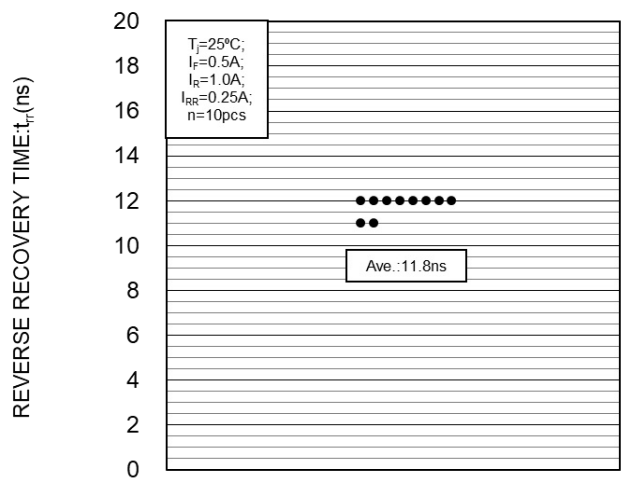 REVERSE RECOVERY TIME:trr(ns)
20
18
16
14
12
10
8
6
4
2
0
Tj=25ºC;
IF=0.5A;
IR=1.0A;
IRR=0.25A;
n=10pcs
Ave.:11.8ns